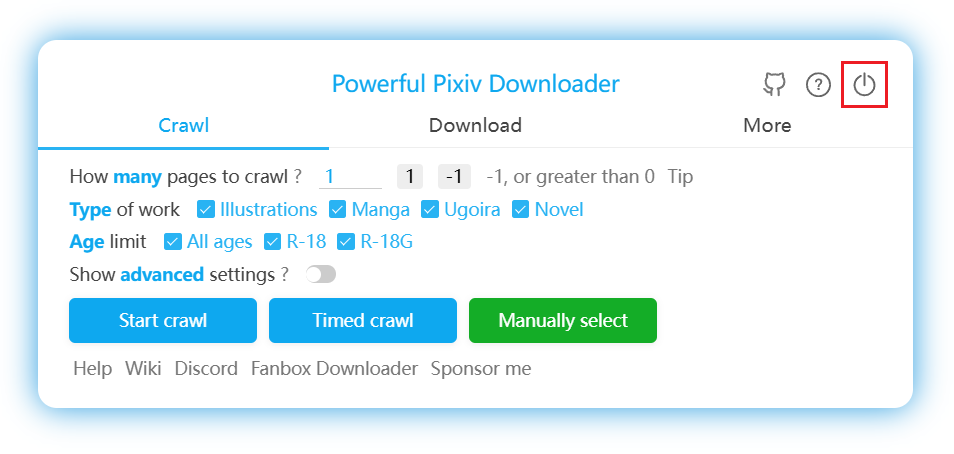 Powerful Pixiv Downloader
Crawl Download More
How many pages to crawl ? 1 1 -1 -1, or greater than 0 Tip
Type of work Illustrations Manga Ugoira Novel
Age limit All ages R-18 R-18G
Show advanced settings ?
Start crawl Timed crawl Manually select
Help Wiki Discord Fanbox Downloader Sponsor me